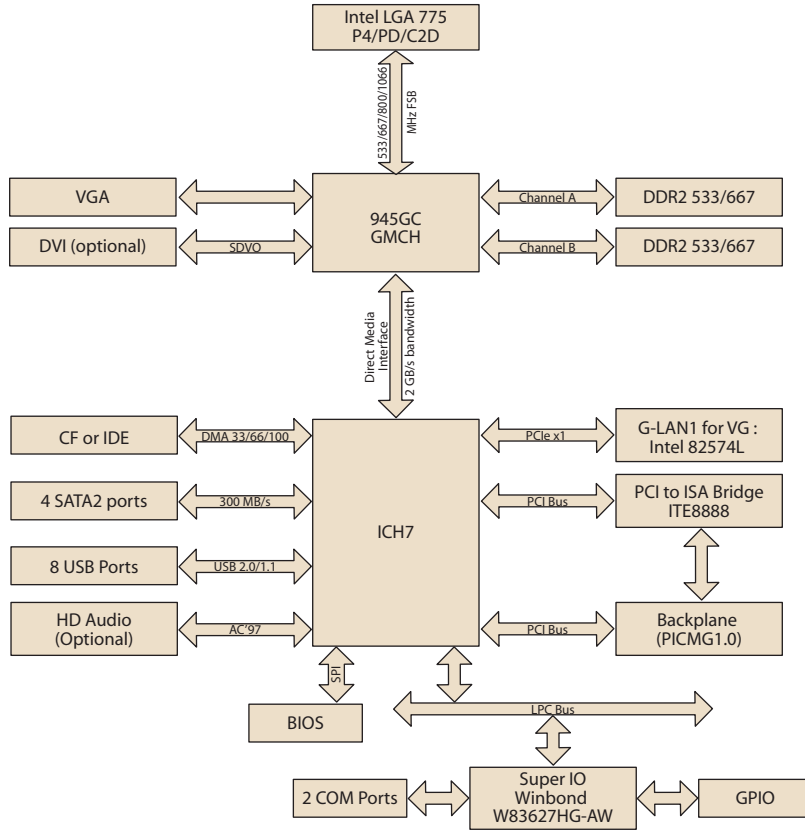 Intel LGA 775
P4/PD/C2D
533/667/800/1066
MHz FSB
VGA
945GC
GMCH
Channel A
DDR2 533/667
DVI (optional)
SDVO
Channel B
DDR2 533/667
Direct Media
Interface
2 GB/s bandwidth
CF or IDE
DMA 33/66/100
PCIe x1
G-LAN1 for VG :
Intel 82574L
4 SATA2 ports
300 MB/s
ICH7
PCI Bus
PCI to ISA Bridge
ITE8888
8 USB Ports
USB 2.0/1.1
HD Audio
(Optional)
AC'97
PCI Bus
Backplane
(PICMG1.0)
SPI
BIOS
LPC Bus
2 COM Ports
Super IO
Winbond
W83627HG-AW
GPIO